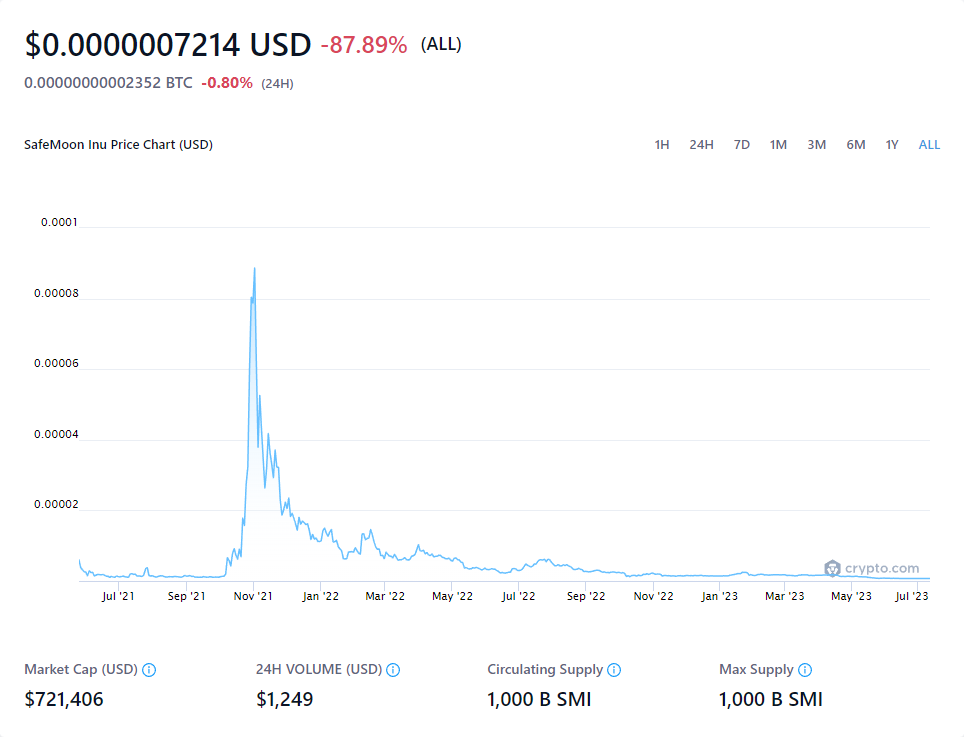 $0.0000007214 USD -87.89% (ALL)
0.00000000002352 BTC -0.80% (24H)
SafeMoon Inu Price Chart (USD) 1H 24H 7D 1M 3M 6M 1Y ALL
0.0001
0.00008
0.00006
0.00004
0.00002
crypto.com
Jul '21 Sep '21 Nov '21 Jan '22 Mar '22 May '22 Jul '22 Sep '22 Nov '22 Jan '23 Mar '23 May '23 Jul '23
Market Cap (USD) 24H VOLUME (USD) Circulating Supply Max Supply
$721,406 $1,249 1,000 B SMI 1,000 B SMI